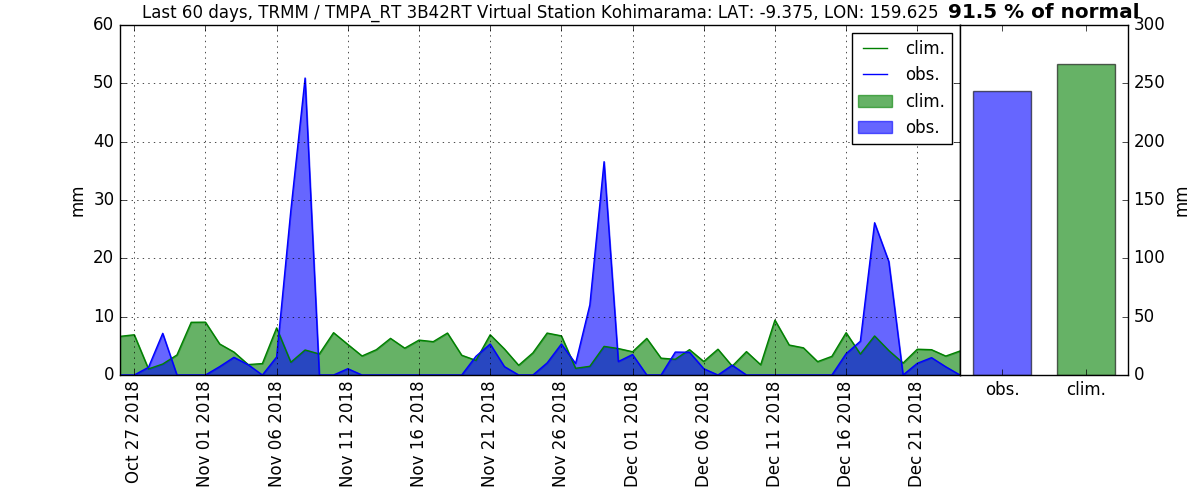 Last 60 days, TRMM / TMPA_RT 3B42RT Virtual Station Kohimarama: LAT: -9.375, LON: 159.625 91.5 % of normal
60
50
40
30
20
10
0
mm
clim.
obs.
clim.
obs.
Oct 27 2018
Nov 01 2018
Nov 06 2018
Nov 11 2018
Nov 16 2018
Nov 21 2018
Nov 26 2018
Dec 01 2018
Dec 06 2018
Dec 11 2018
Dec 16 2018
Dec 21 2018
300
250
200
150
100
50
0
mm
obs. clim.